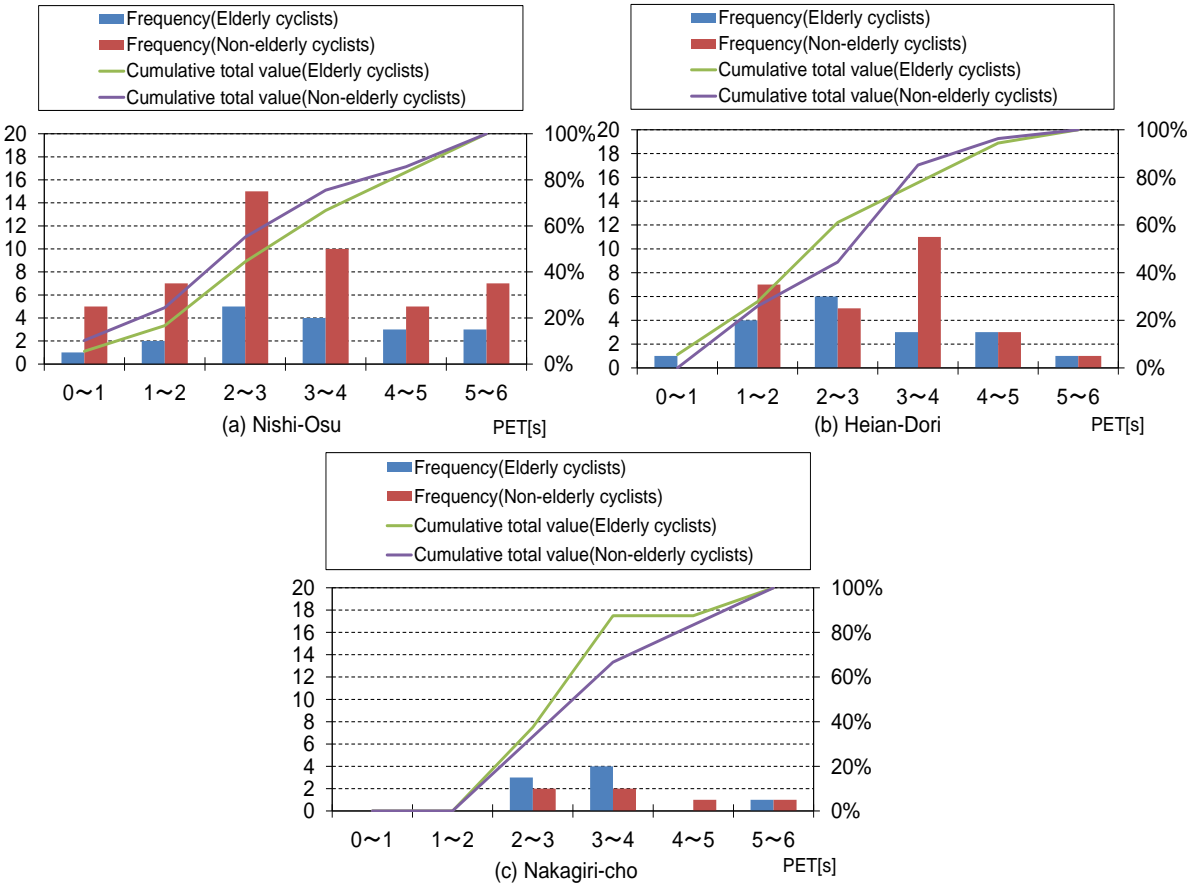 Frequency(Elderly cyclists)
Frequency(Non-elderly cyclists)
Cumulative total value(Elderly cyclists)
Cumulative total value(Non-elderly cyclists)
20
18
16
14
12
10
8
6
4
2
0
100%
80%
60%
40%
20%
0%
0～1 1～2 2～3 3～4 4～5 5～6
(a) Nishi-Osu PET[s]
Frequency(Elderly cyclists)
Frequency(Non-elderly cyclists)
Cumulative total value(Elderly cyclists)
Cumulative total value(Non-elderly cyclists)
20
18
16
14
12
10
8
6
4
2
0
100%
80%
60%
40%
20%
0%
0～1 1～2 2～3 3～4 4～5 5～6
(b) Heian-Dori PET[s]
Frequency(Elderly cyclists)
Frequency(Non-elderly cyclists)
Cumulative total value(Elderly cyclists)
Cumulative total value(Non-elderly cyclists)
20
18
16
14
12
10
8
6
4
2
0
100%
80%
60%
40%
20%
0%
0～1 1～2 2～3 3～4 4～5 5～6
(c) Nakagiri-cho PET[s]